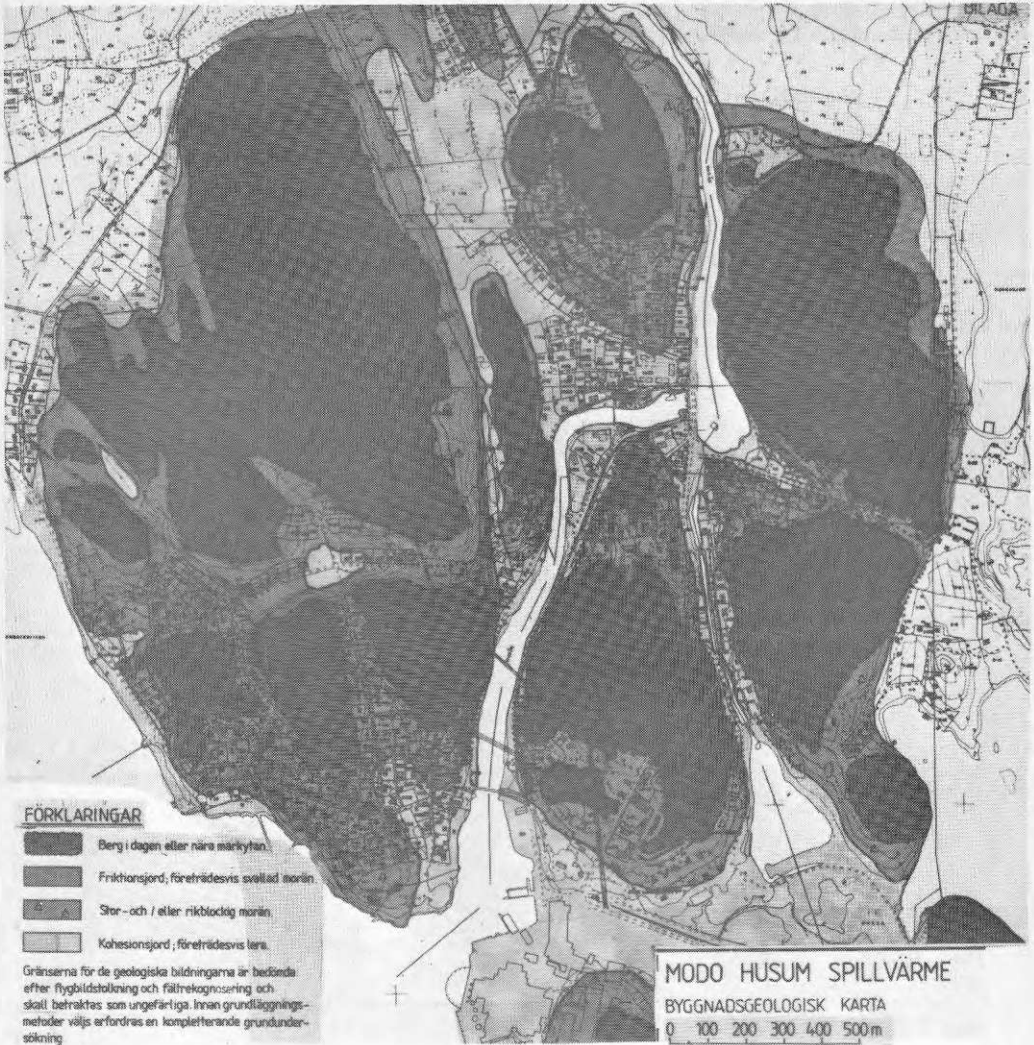 BILAGA
FÖRKLARINGAR
Berg i dagen eller nära markytan.
Friktionsjord; företrädesvis svallad morän.
Stor- och / eller rikblockig morän.
Kohesionsjord; företrädesvis lera.
Gränserna för de geologiska bildningarna är bedömda
efter flygbildstolkning och fältrekognosering och
skall betraktas som ungefärliga. Innan grundläggnings-
metoder väljs erfordras en kompletterande grundunder-
sökning
MODO HUSUM SPILLVÄRME
BYGGNADSGEOLOGISK KARTA
0 100 200 300 400 500 m